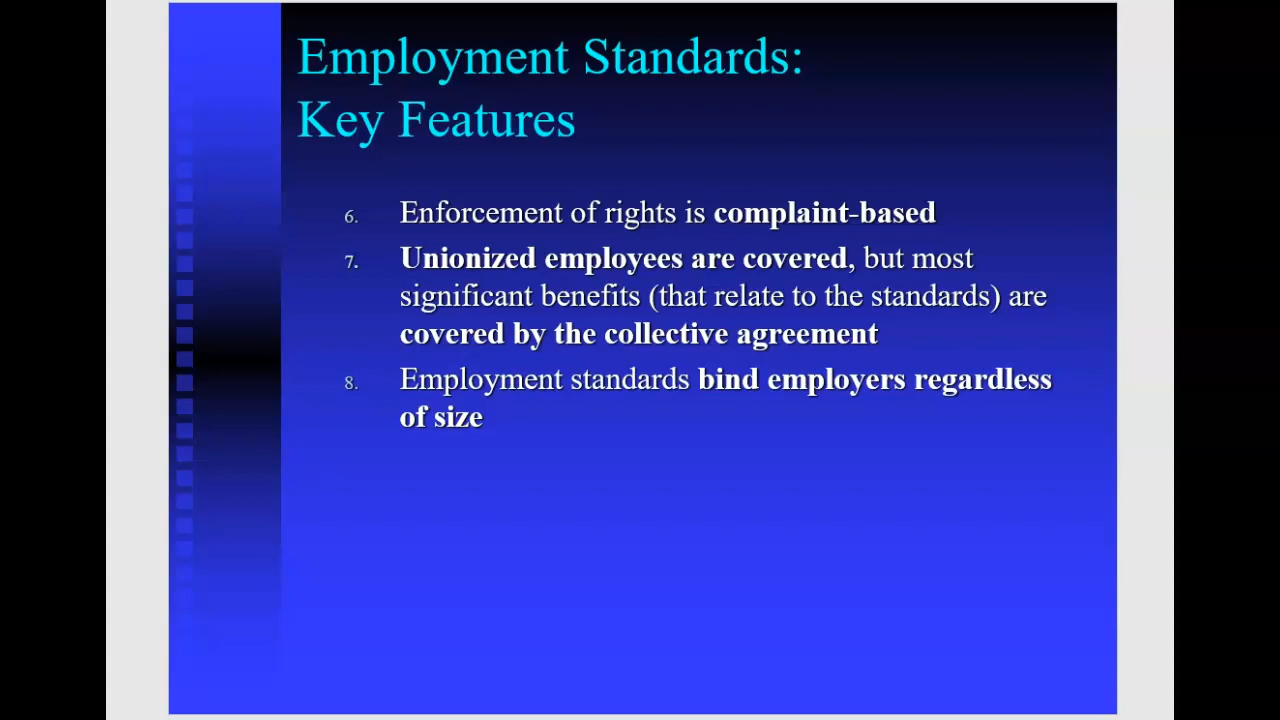 Employment Standards:
Key Features
6. Enforcement of rights is complaint-based
7. Unionized employees are covered, but most
significant benefits (that relate to the standards) are
covered by the collective agreement
8. Employment standards bind employers regardless
of size